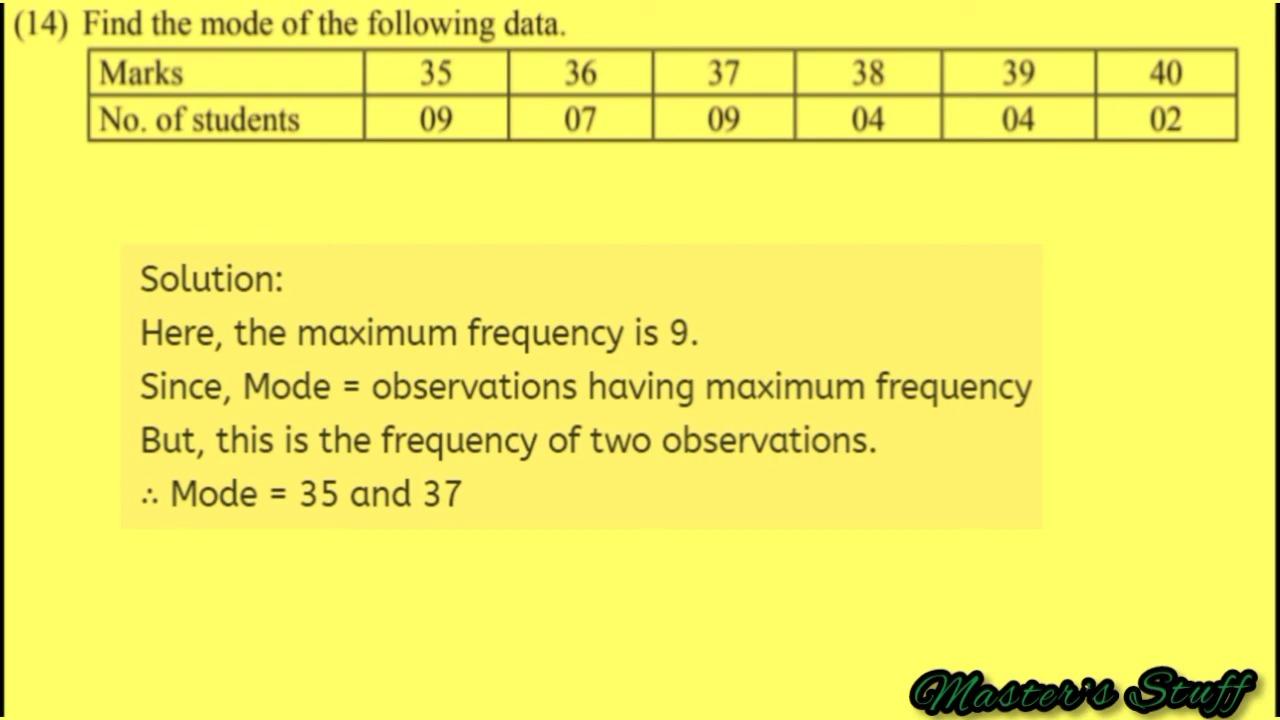 (14) Find the mode of the following data.
Marks 35 36 37 38 39 40
No. of students 09 07 09 04 04 02
Solution:
Here, the maximum frequency is 9.
Since, Mode = observations having maximum frequency
But, this is the frequency of two observations.
∴ Mode = 35 and 37
Master's Stuff